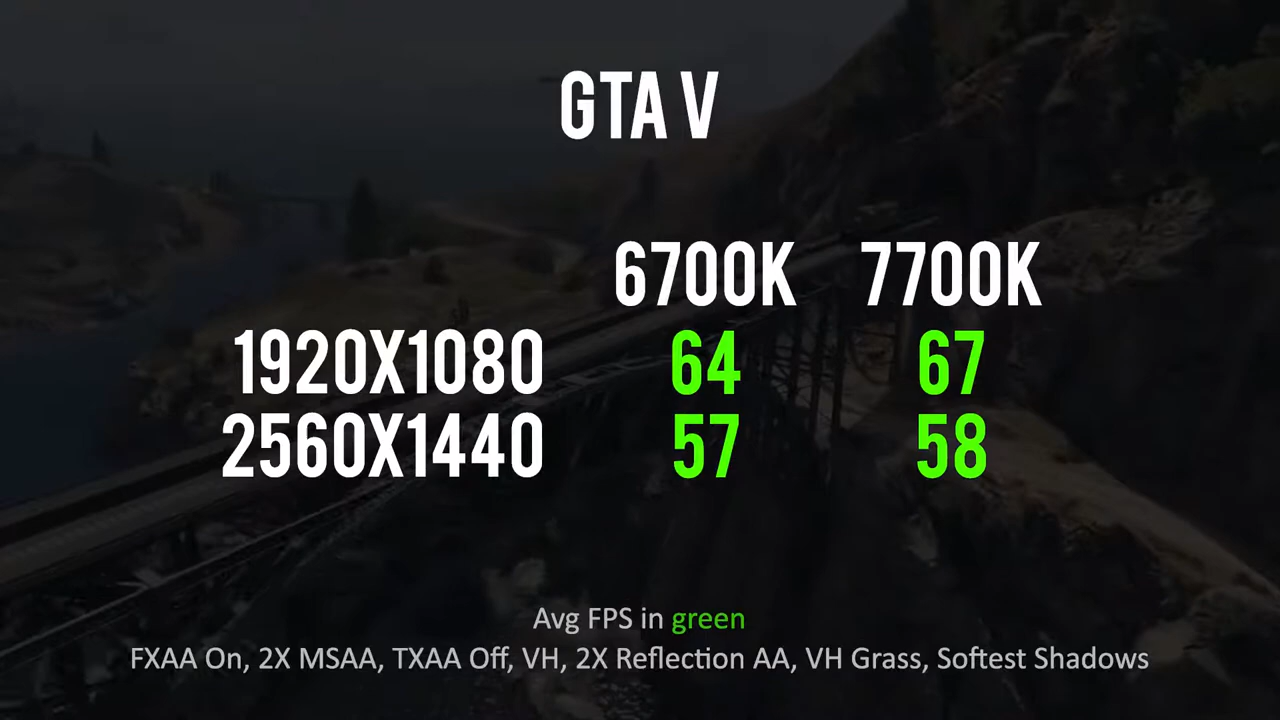 GTA V
6700K 7700K
1920X1080 64 67
2560X1440 57 58
Avg FPS in green
FXAA On, 2X MSAA, TXAA Off, VH, 2X Reflection AA, VH Grass, Softest Shadows